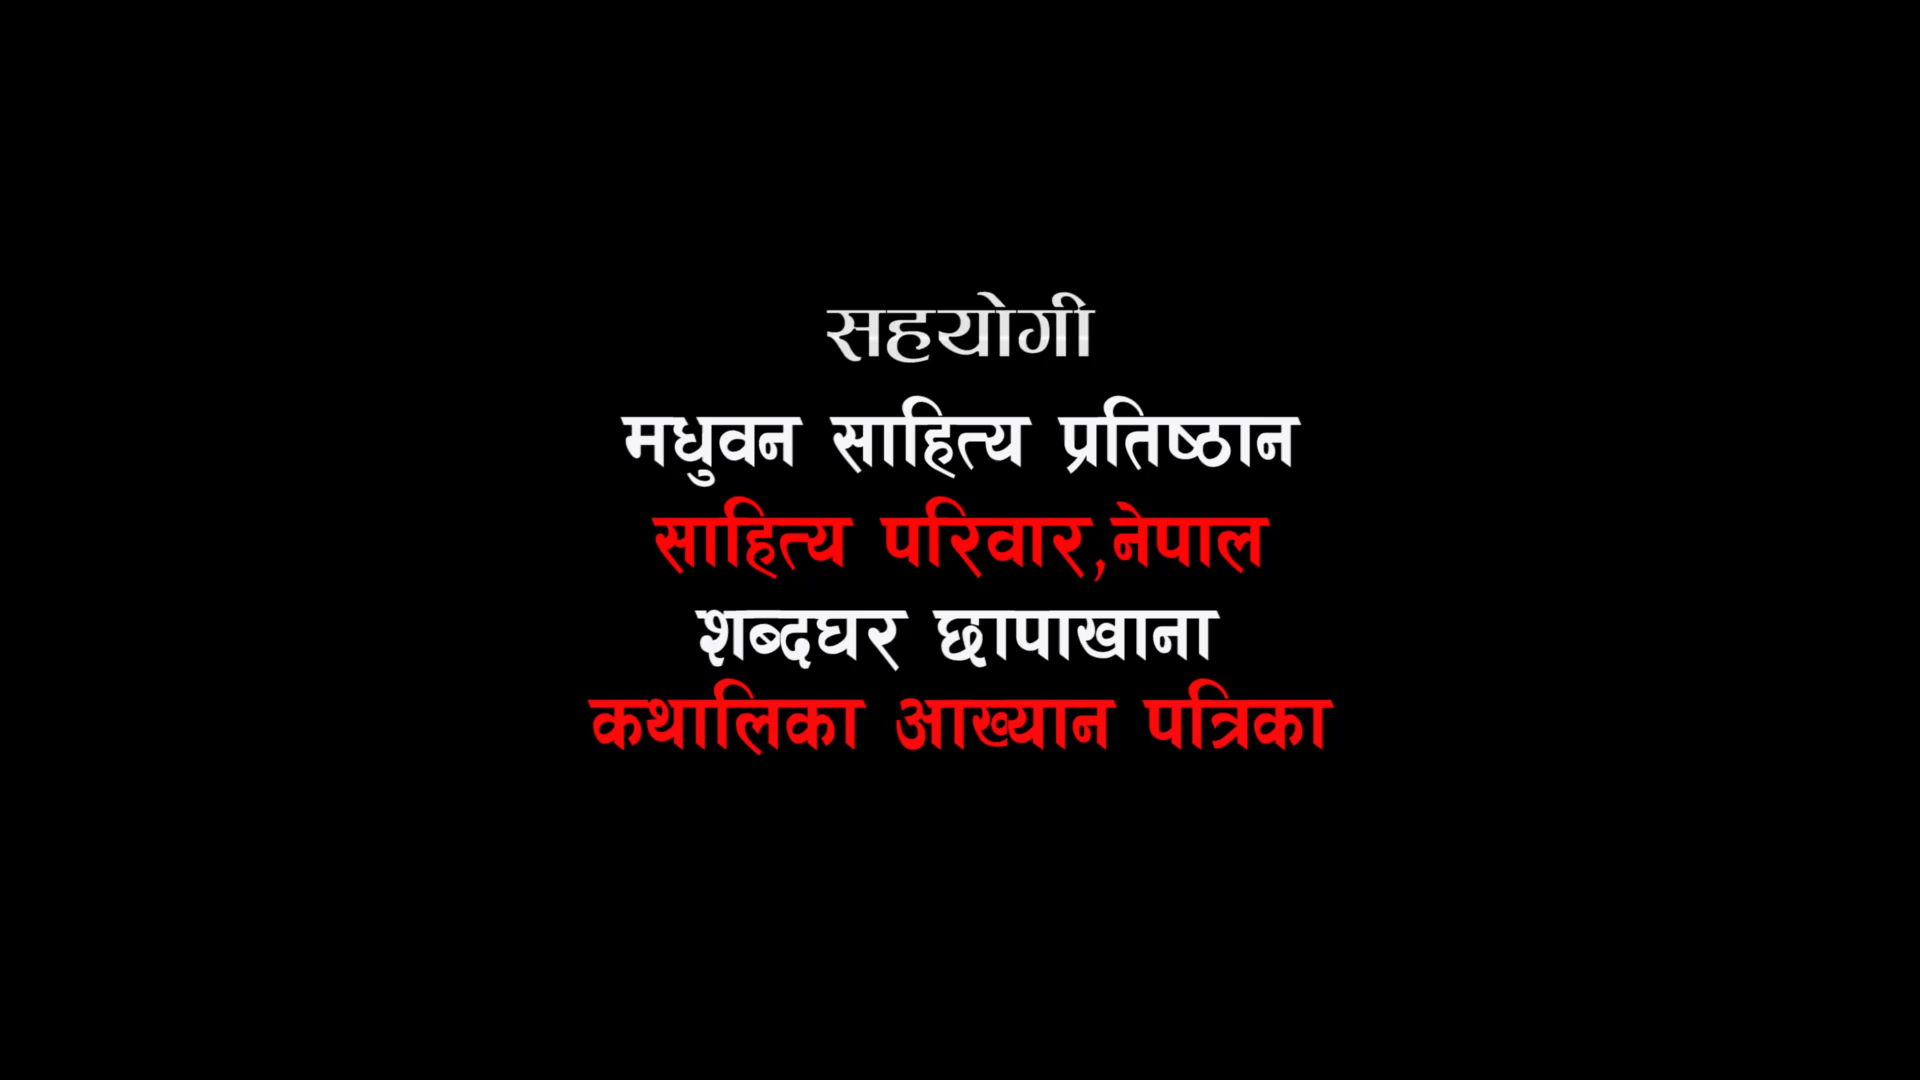 सहयोगी
मधुवन साहित्य प्रतिष्ठान
साहित्य परिवार,नेपाल
शब्दघर छापाखाना
कथालिका आख्यान पत्रिका